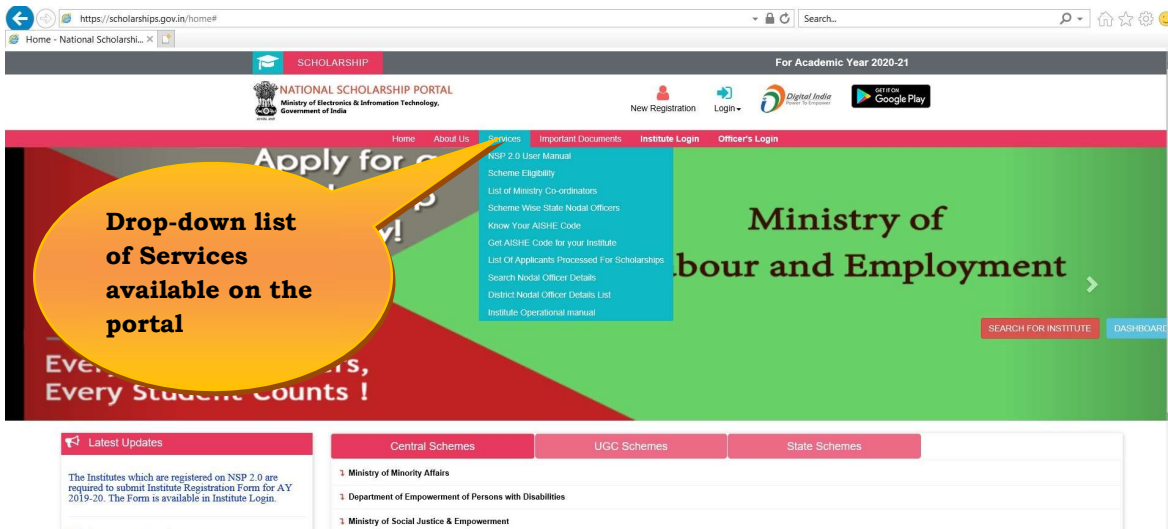 https://scholarships.gov.in/home#
Search...
Home - National Scholarshi...
SCHOLARSHIP
For Academic Year 2020-21
NATIONAL SCHOLARSHIP PORTAL
Ministry of Electronics & Infromation Technology,
Government of India
New Registration
Login
Digital India
Power To Empower
GET IT ON
Google Play
Home About Us Services Important Documents Institute Login Officer's Login
NSP 2.0 User Manual
Scheme Eligibility
List of Ministry Co-ordinators
Scheme Wise State Nodal Officers
Know Your AISHE Code
Get AISHE Code for your Institute
List Of Applicants Processed For Scholarships
Search Nodal Officer Details
District Nodal Officer Details List
Institute Operational manual
Apply for
Drop-down list
of Services
available on the
portal
Ministry of
bour and Employment
SEARCH FOR INSTITUTE
DASHBOARD
Every Student Counts !
Latest Updates
The Institutes which are registered on NSP 2.0 are
required to submit Institute Registration Form for AY
2019-20. The Form is available in Institute Login.
Central Schemes
UGC Schemes
State Schemes
Ministry of Minority Affairs
Department of Empowerment of Persons with Disabilities
Ministry of Social Justice & Empowerment